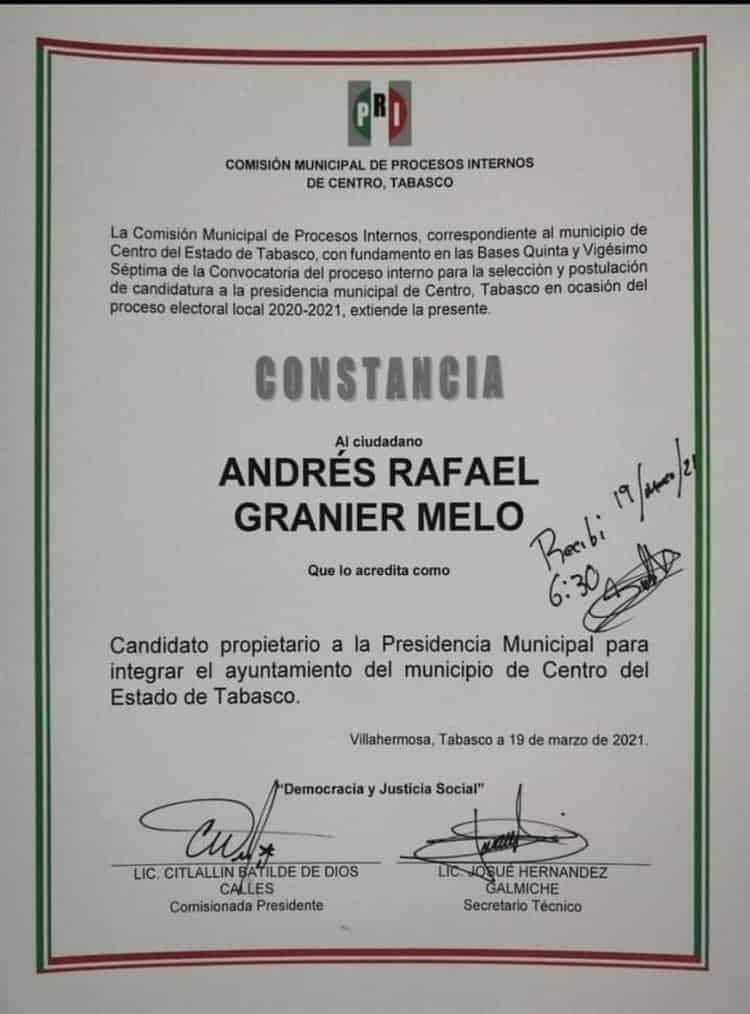 PRI
COMISIÓN MUNICIPAL DE PROCESOS INTERNOS
DE CENTRO, TABASCO
La Comisión Municipal de Procesos Internos, correspondiente al municipio de
Centro del Estado de Tabasco, con fundamento en las Bases Quinta y Vigésimo
Séptima de la Convocatoria del proceso interno para la selección y postulación
de candidatura a la presidencia municipal de Centro, Tabasco en ocasión del
proceso electoral local 2020-2021, extiende la presente.
CONSTANCIA
Al ciudadano
ANDRÉS RAFAEL
GRANIER MELO
Recibi 19/marzo/21
6:30
Que lo acredita como
Candidato propietario a la Presidencia Municipal para
integrar el ayuntamiento del municipio de Centro del
Estado de Tabasco.
Villahermosa, Tabasco a 19 de marzo de 2021.
"Democracia y Justicia Social"
LIC. CITLALLIN BATILDE DE DIOS
CALLES
Comisionada Presidente
LIC. JOSUÉ HERNANDEZ
GALMICHE
Secretario Técnico